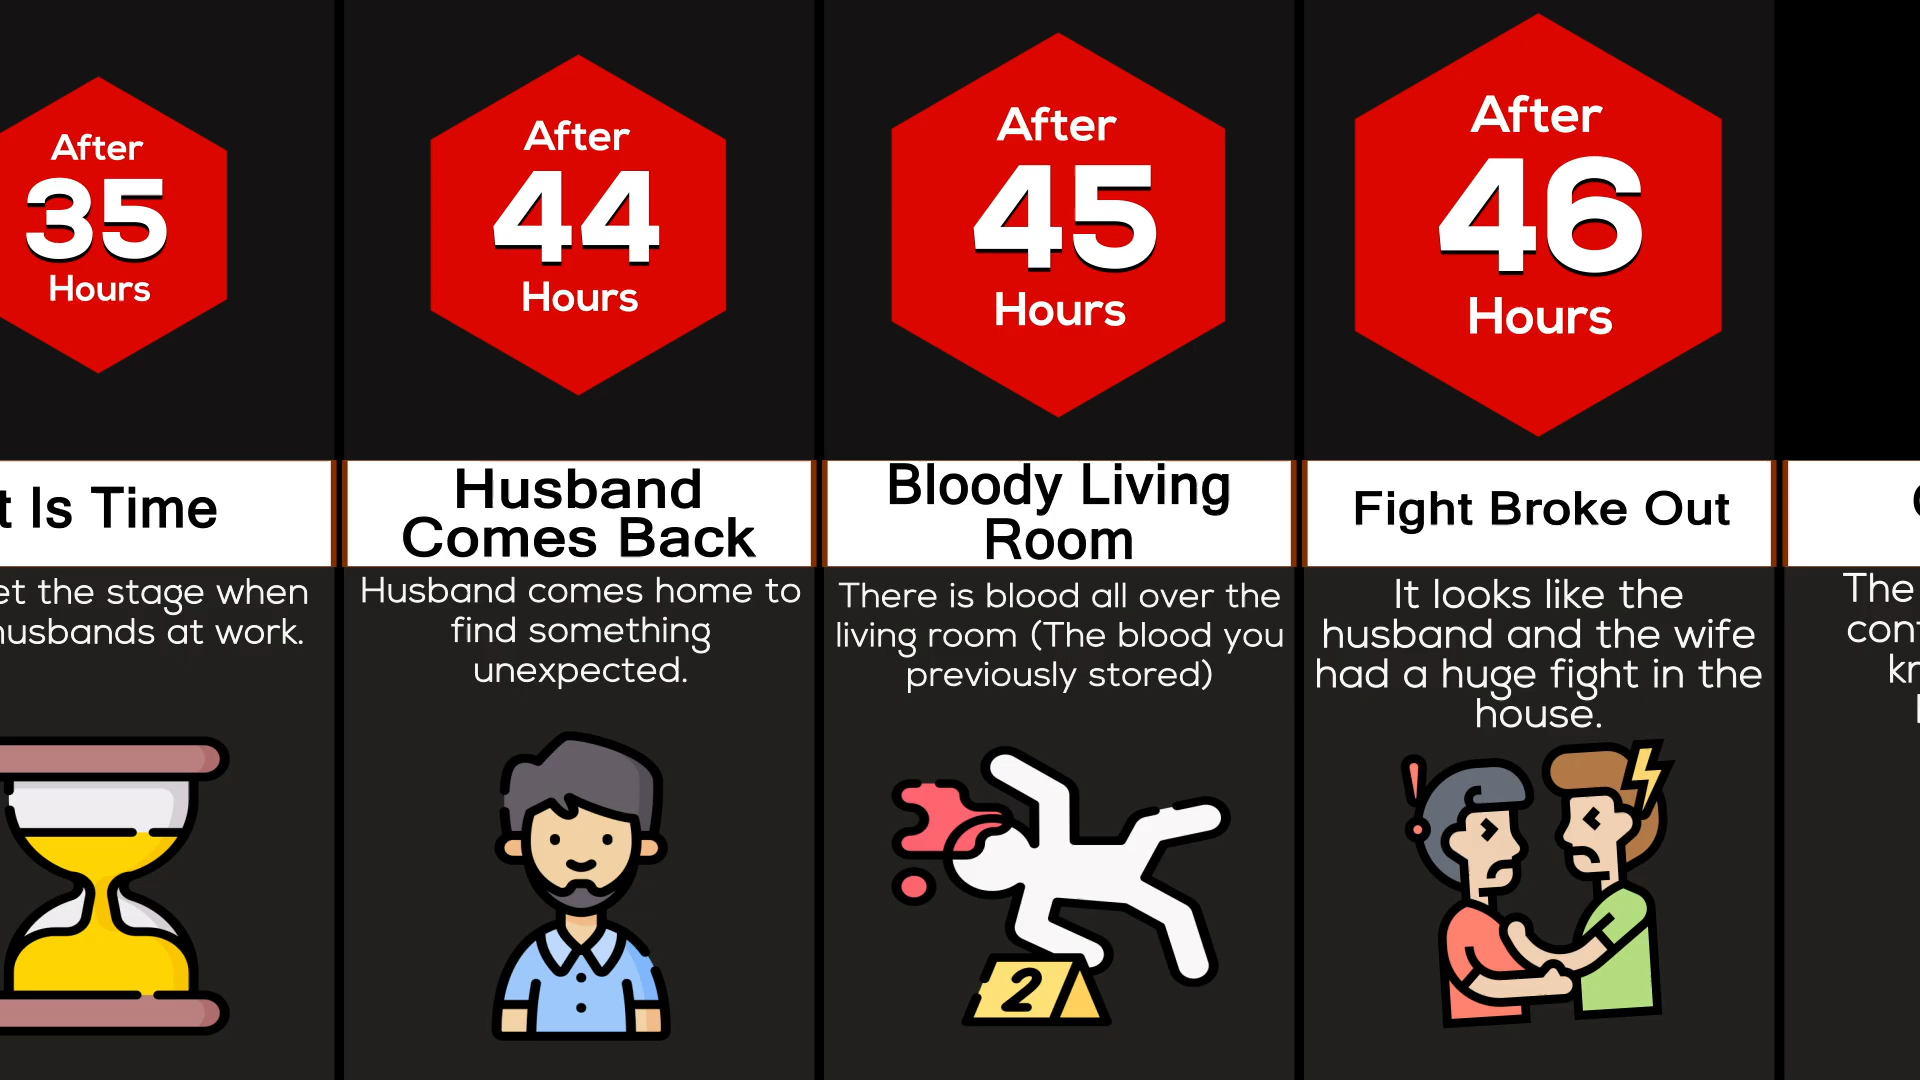 After
35
Hours
Is Time
the stage when
at work.
After
44
Hours
Husband
Comes Back
Husband comes home to
find something
unexpected.
After
45
Hours
Bloody Living
Room
There is blood all over the
living room (The blood you
previously stored)
2
After
46
Hours
Fight Broke Out
It looks like the
husband and the wife
had a huge fight in the
house.
The